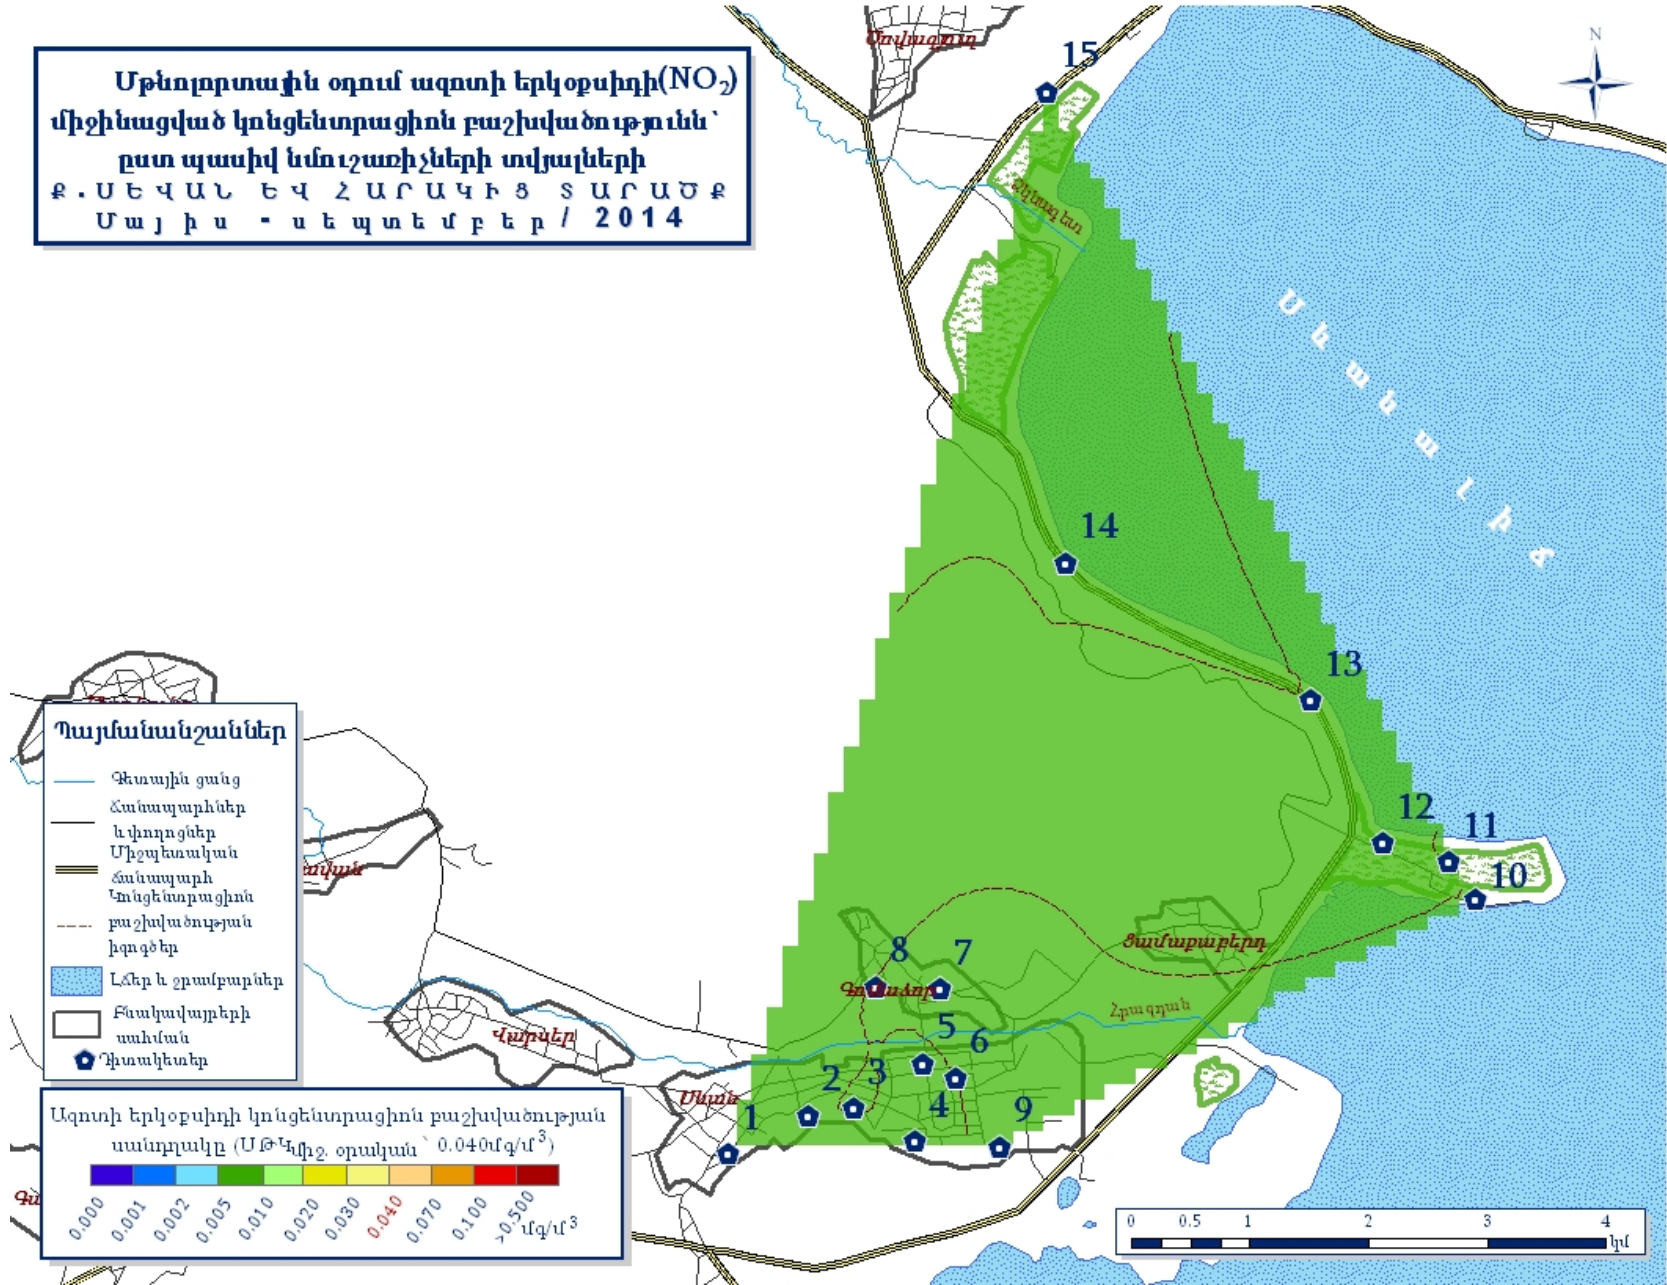 Մթնոլորտային օդում ազոտի երկօքսիդի(NO2)
միջինացված կոնցենտրացիոն բաշխվածությունն՝
ըստ պասիվ նմուշառիչների տվյալների
Ք.ՍԵՎԱՆ ԵՎ ՀԱՐԱԿԻՑ ՏԱՐԱԾՔ
Մայիս - սեպտեմբեր/ 2014
N
15
Ծովագյուղ
Ձկնագետ
Սևանա լիճ
14
13
12
11
10
Ցամաքաբերդ
Հրազդան
8
7
Գոմաձոր
5
6
2
3
4
9
1
Սևան
Վարսեր
Պայմանանշաններ
Գետային ցանց
Ճանապարհներ
և փողոցներ
Միջպետական
ճանապարհ
Կոնցենտրացիոն
բաշխվածության
իզոգծեր
Լճեր և ջրամբարներ
Բնակավայրերի
սահման
Դիտակետեր
Ազոտի երկօքսիդի կոնցենտրացիոն բաշխվածության
սանդղակը (ՍԹԿմիջ. օրական՝ 0.040մգ/մ3)
0.000 0.001 0.002 0.005 0.010 0.020 0.030 0.040 0.070 0.100 >0.500 մգ/մ3
0 0.5 1 2 3 4
կմ